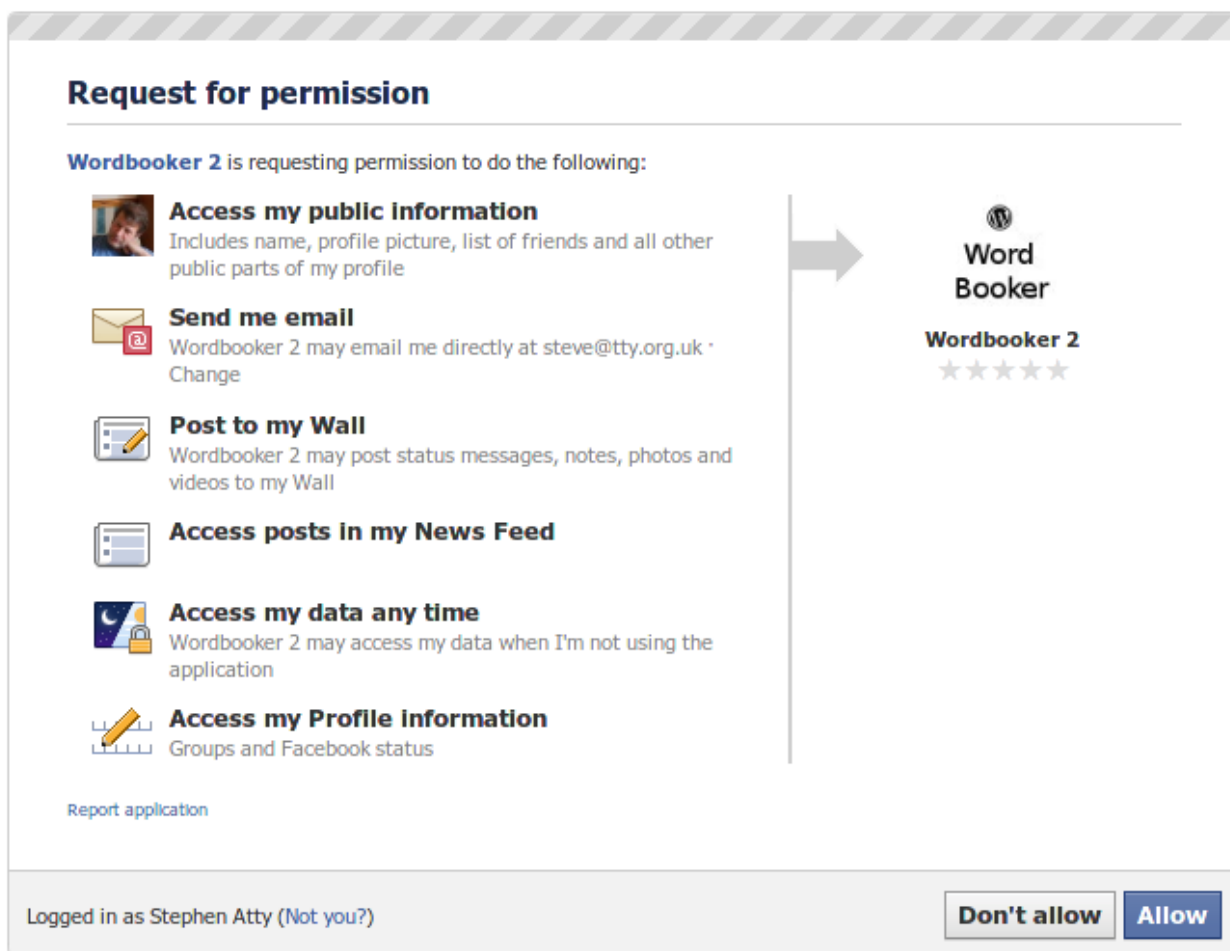 Request for permission
Wordbooker 2 is requesting permission to do the following:
Access my public information
Includes name, profile picture, list of friends and all other
public parts of my profile
Send me email
Wordbooker 2 may email me directly at steve@tty.org.uk ·
Change
Post to my Wall
Wordbooker 2 may post status messages, notes, photos and
videos to my Wall
Access posts in my News Feed
Access my data any time
Wordbooker 2 may access my data when I'm not using the
application
Access my Profile information
Groups and Facebook status
Report application
Word
Booker
Wordbooker 2
Logged in as Stephen Atty (Not you?)
Don't allow
Allow